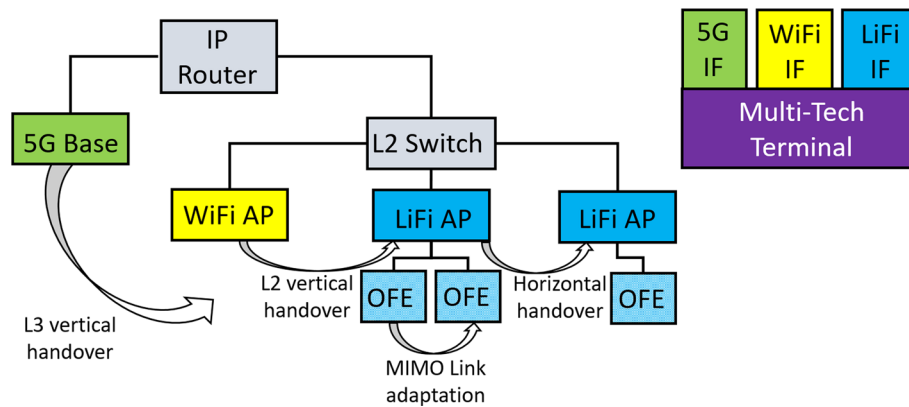 IP
Router
5G
IF
WiFi
IF
LiFi
IF
Multi-Tech
Terminal
5G Base
L2 Switch
WiFi AP
LiFi AP
LiFi AP
OFE
OFE
OFE
L2 vertical
handover
Horizontal
handover
L3 vertical
handover
MIMO Link
adaptation